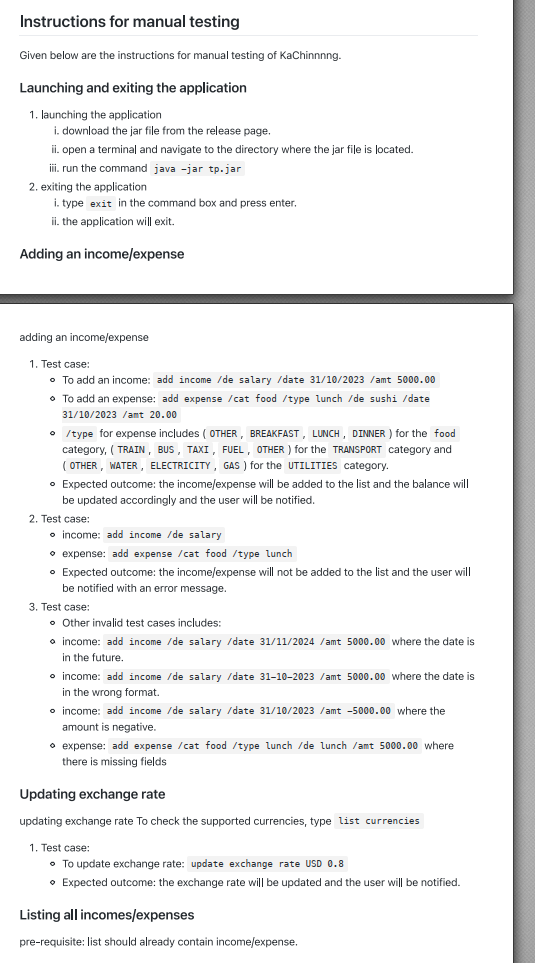 Instructions for manual testing
Given below are the instructions for manual testing of KaChinnnng.
Launching and exiting the application
1. launching the application
i. download the jar file from the release page.
ii. open a terminal and navigate to the directory where the jar file is located.
iii. run the command java -jar tp.jar
2. exiting the application
i. type exit in the command box and press enter.
ii. the application will exit.
Adding an income/expense
adding an income/expense
1. Test case:
To add an income: add income /de salary /date 31/10/2023 /amt 5000.00
To add an expense: add expense /cat food /type lunch /de sushi /date
31/10/2023 /amt 20.00
/type for expense includes ( OTHER , BREAKFAST , LUNCH , DINNER ) for the food
category, ( TRAIN , BUS , TAXI , FUEL , OTHER ) for the TRANSPORT category and
( OTHER , WATER , ELECTRICITY , GAS ) for the UTILITIES category.
Expected outcome: the income/expense will be added to the list and the balance will
be updated accordingly and the user will be notified.
2. Test case:
income: add income /de salary
expense: add expense /cat food /type lunch
Expected outcome: the income/expense will not be added to the list and the user will
be notified with an error message.
3. Test case:
Other invalid test cases includes:
income: add income /de salary /date 31/11/2024 /amt 5000.00 where the date is
in the future.
income: add income /de salary /date 31-10-2023 /amt 5000.00 where the date is
in the wrong format.
income: add income /de salary /date 31/10/2023 /amt -5000.00 where the
amount is negative.
expense: add expense /cat food /type lunch /de lunch /amt 5000.00 where
there is missing fields
Updating exchange rate
updating exchange rate To check the supported currencies, type list currencies
1. Test case:
To update exchange rate: update exchange rate USD 0.8
Expected outcome: the exchange rate will be updated and the user will be notified.
Listing all incomes/expenses
pre-requisite: list should already contain income/expense.